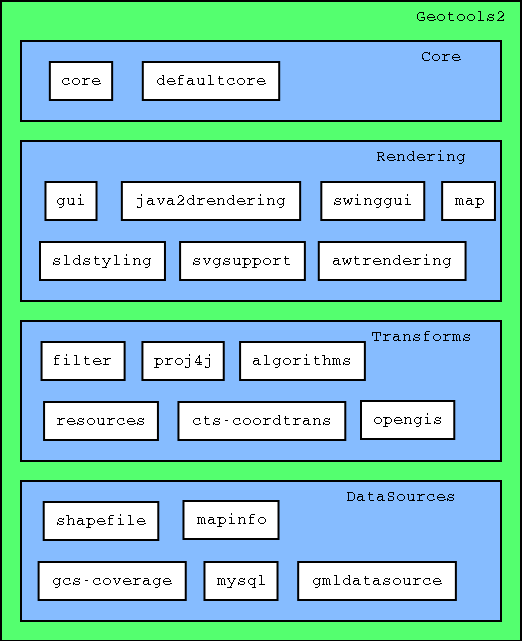 Geotools2
Core
core defaultcore
Rendering
gui java2drendering swinggui map
sldstyling svgsupport awtrendering
Transforms
filter proj4j algorithms
resources cts-coordtrans opengis
DataSources
shapefile mapinfo
gcs-coverage mysql gmldatasource